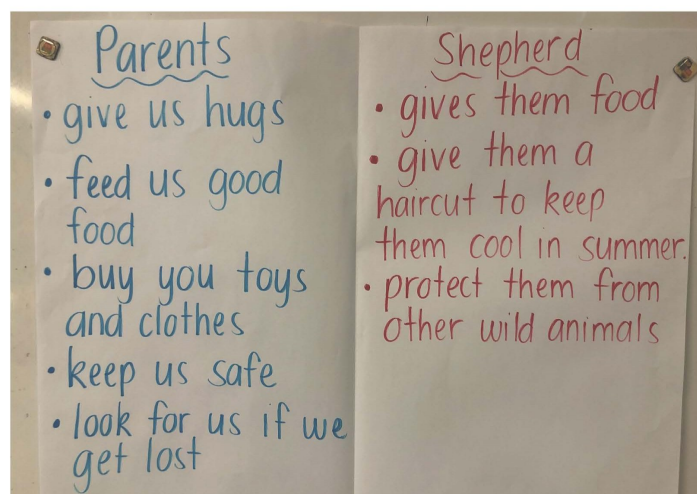 Parents
• give us hugs
• feed us good
food
• buy you toys
and clothes
• keep us safe
• look for us if we
get lost
Shepherd
• gives them food
• give them a
haircut to keep
them cool in summer.
• protect them from
other wild animals